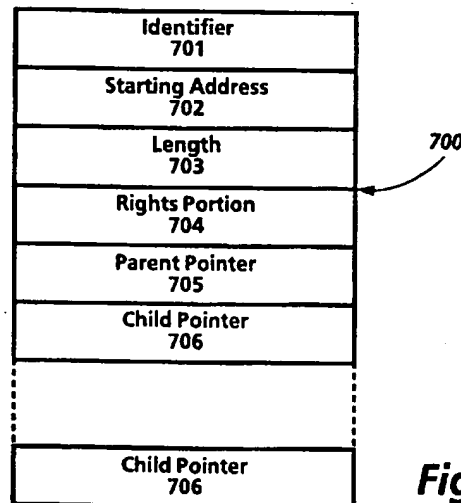 Identifier
701
Starting Address
702
Length
703
700
Rights Portion
704
Parent Pointer
705
Child Pointer
706
Child Pointer
706
Fig